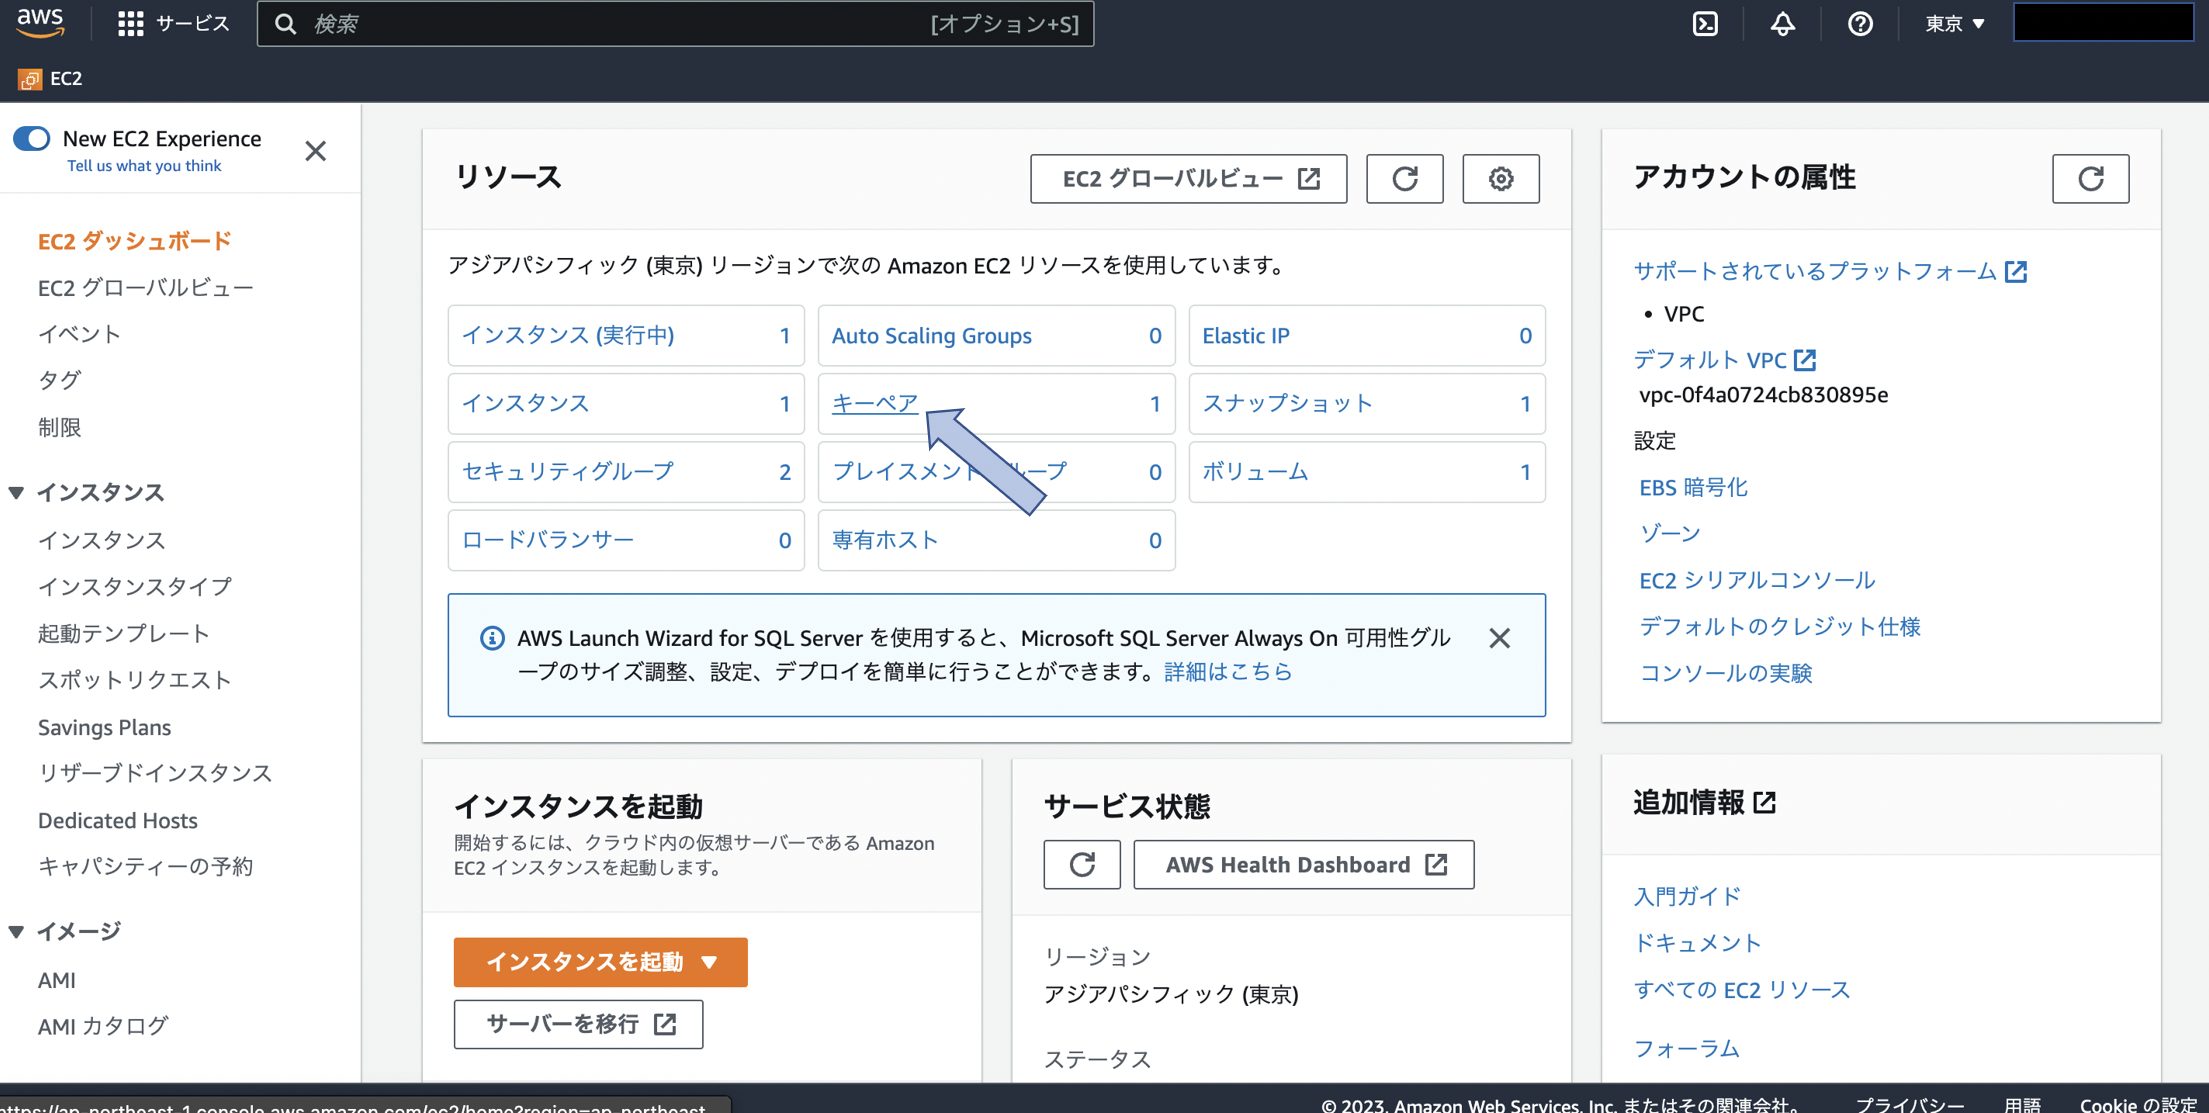 aws
サービス
検索
[オプション+S]
東京 ▼
EC2
New EC2 Experience
Tell us what you think
EC2 ダッシュボード
EC2 グローバルビュー
イベント
タグ
制限
▼ インスタンス
インスタンス
インスタンスタイプ
起動テンプレート
スポットリクエスト
Savings Plans
リザーブドインスタンス
Dedicated Hosts
キャパシティーの予約
▼ イメージ
AMI
AMI カタログ
リソース
EC2 グローバルビュー
アジアパシフィック (東京) リージョンで次の Amazon EC2 リソースを使用しています。
インスタンス (実行中) 1
Auto Scaling Groups 0
Elastic IP 0
インスタンス 1
キーペア 1
スナップショット 1
セキュリティグループ 2
プレイスメント ループ 0
ボリューム 1
ロードバランサー 0
専有ホスト 0
AWS Launch Wizard for SQL Server を使用すると、Microsoft SQL Server Always On 可用性グル
ープのサイズ調整、設定、デプロイを簡単に行うことができます。詳細はこちら
インスタンスを起動
開始するには、クラウド内の仮想サーバーである Amazon
EC2 インスタンスを起動します。
インスタンスを起動 ▼
サーバーを移行
サービス状態
AWS Health Dashboard
リージョン
アジアパシフィック (東京)
ステータス
アカウントの属性
サポートされているプラットフォーム
• VPC
デフォルト VPC
vpc-0f4a0724cb830895e
設定
EBS 暗号化
ゾーン
EC2 シリアルコンソール
デフォルトのクレジット仕様
コンソールの実験
追加情報
入門ガイド
ドキュメント
すべての EC2 リソース
フォーラム
https://ap-northeast-1.console.aws.amazon.com/ec2/home?region=ap-northeast...
© 2023, Amazon Web Services, Inc. またはその関連会社。
プライバシー
用語
Cookie の設定